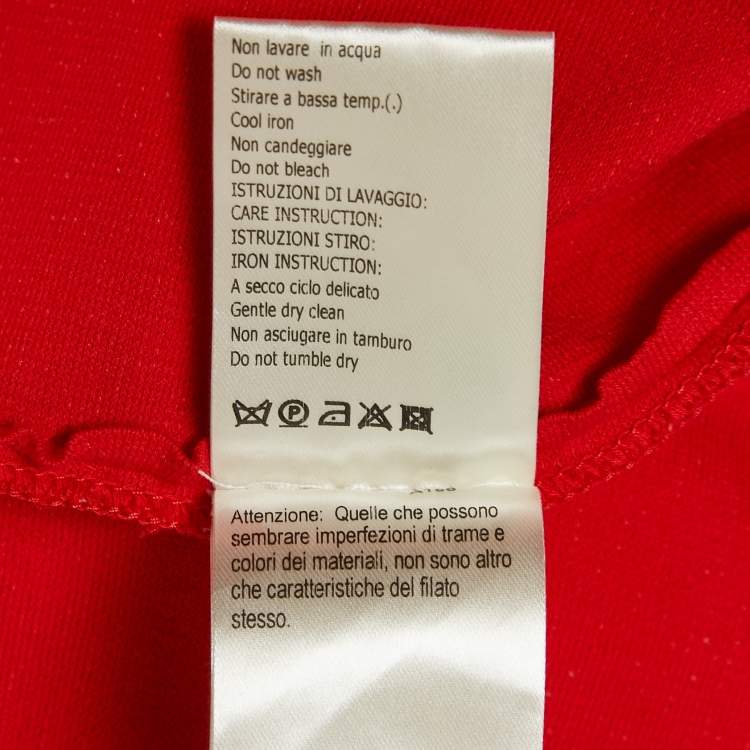 Non lavare in acqua
Do not wash
Stirare a bassa temp.(.)
Cool iron
Non candeggiare
Do not bleach
ISTRUZIONI DI LAVAGGIO:
CARE INSTRUCTION:
ISTRUZIONI STIRO:
IRON INSTRUCTION:
A secco ciclo delicato
Gentle dry clean
Non asciugare in tamburo
Do not tumble dry
P
Attenzione: Quelle che possono
sembrare imperfezioni di trame e
colori dei materiali, non sono altro
che caratteristiche del filato
stesso.